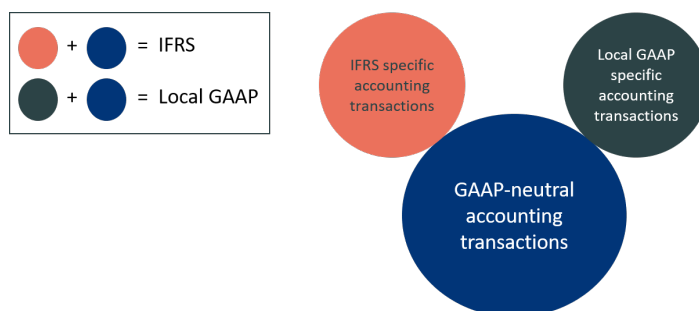 + = IFRS
+ = Local GAAP
IFRS specific
accounting
transactions
Local GAAP
specific
accounting
transactions
GAAP-neutral
accounting
transactions